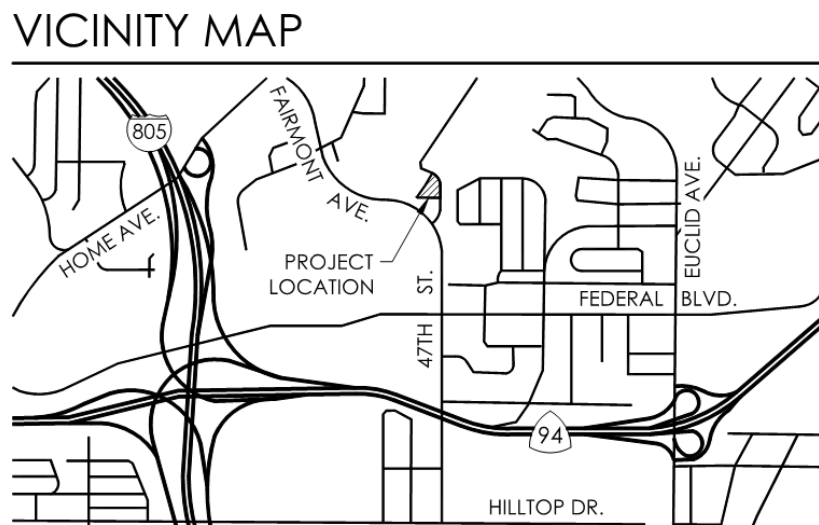 VICINITY MAP
805
FAIRMONT
AVE.
HOME AVE.
EUCLID AVE.
PROJECT
LOCATION
47TH ST.
FEDERAL BLVD.
94
HILLTOP DR.